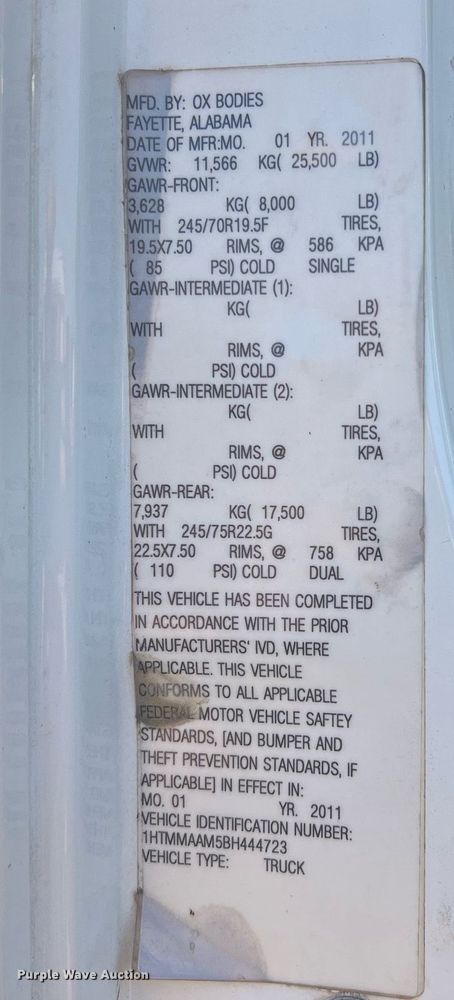 MFD. BY: OX BODIES
FAYETTE, ALABAMA
DATE OF MFR:MO. 01 YR. 2011
GVWR: 11,566 KG( 25,500 LB)
GAWR-FRONT:
3,628 KG( 8,000 LB)
WITH 245/70R19.5F TIRES,
19.5X7.50 RIMS, @ 586 KPA
( 85 PSI) COLD SINGLE
GAWR-INTERMEDIATE (1):
KG( LB)
WITH TIRES,
RIMS, @ KPA
( PSI) COLD
GAWR-INTERMEDIATE (2):
KG( LB)
WITH TIRES,
RIMS, @ KPA
( PSI) COLD
GAWR-REAR:
7,937 KG( 17,500 LB)
WITH 245/75R22.5G TIRES,
22.5X7.50 RIMS, @ 758 KPA
( 110 PSI) COLD DUAL
THIS VEHICLE HAS BEEN COMPLETED
IN ACCORDANCE WITH THE PRIOR
MANUFACTURERS' IVD, WHERE
APPLICABLE. THIS VEHICLE
CONFORMS TO ALL APPLICABLE
FEDERAL MOTOR VEHICLE SAFTEY
STANDARDS, [AND BUMPER AND
THEFT PREVENTION STANDARDS, IF
APPLICABLE] IN EFFECT IN:
MO. 01 YR. 2011
VEHICLE IDENTIFICATION NUMBER:
1HTMMAAM5BH444723
VEHICLE TYPE: TRUCK
Purple Wave Auction